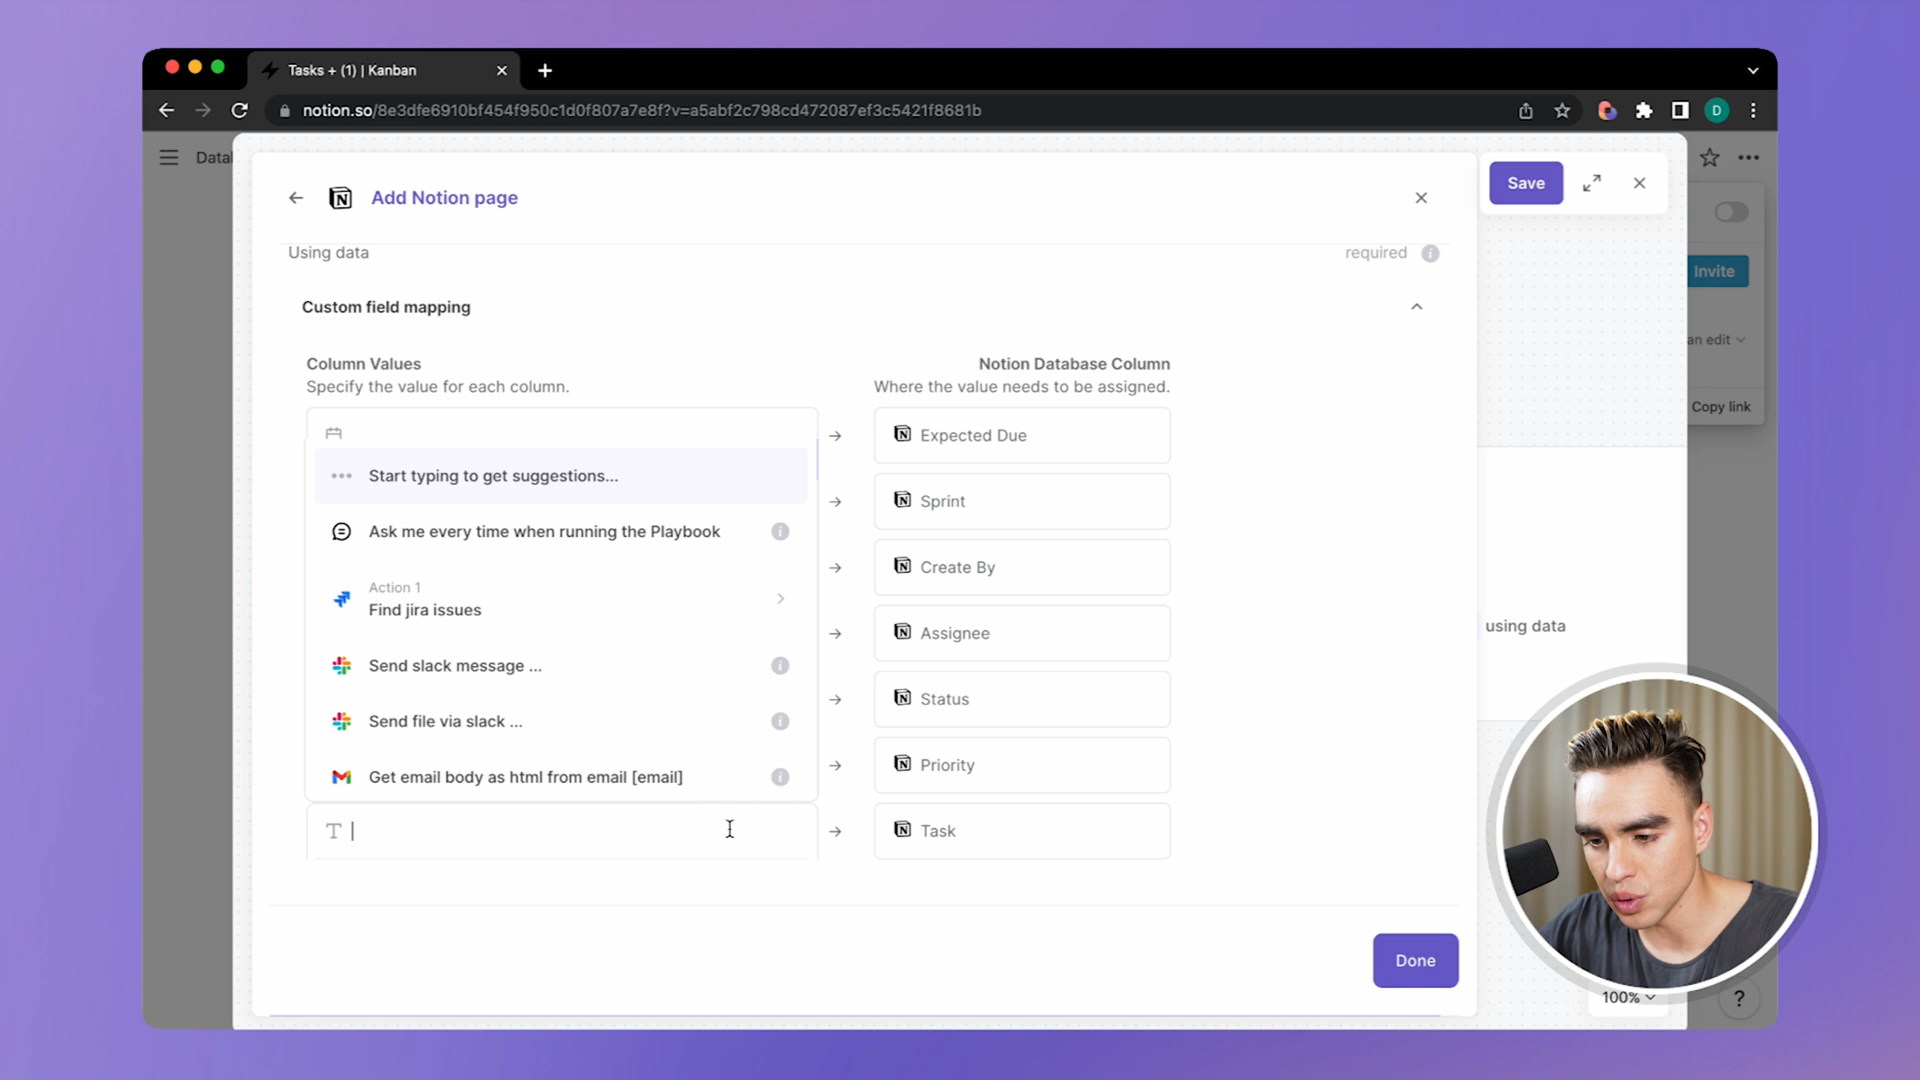 Tasks + (1) | Kanban
notion.so/8e3dfe6910bf454f950c1d0f807a7e8f?v=a5abf2c798cd472087ef3c5421f8681b
D
Datal
Add Notion page
Save
Using data
required
Invite
Custom field mapping
an edit
Column Values
Notion Database Column
Specify the value for each column.
Where the value needs to be assigned.
Copy link
Expected Due
Start typing to get suggestions...
Sprint
Ask me every time when running the Playbook
Create By
Action 1
Find jira issues
Assignee
using data
Send slack message ...
Status
Send file via slack ...
Priority
Get email body as html from email [email]
T
Task
Done
100%
?